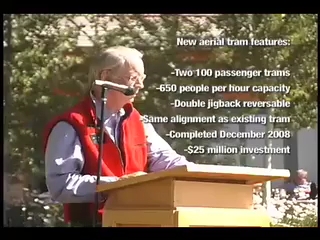 New aerial tram features:
-Two 100 passenger trams
-650 people per hour capacity
-Double jigback reversable
-Same alignment as existing tram
-Completed December 2008
-$25 million investment